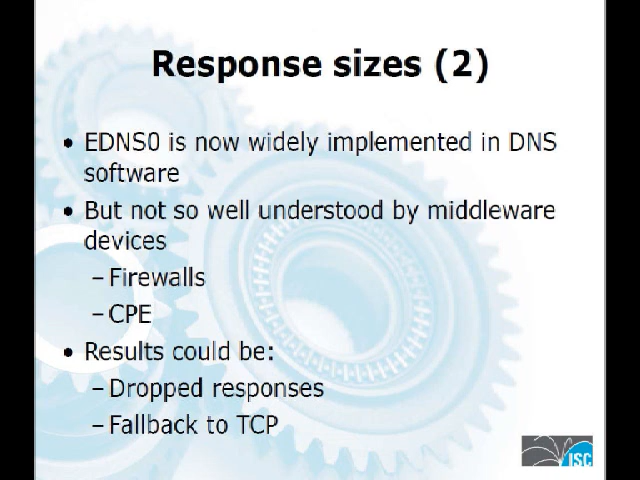 Response sizes (2)
• EDNS0 is now widely implemented in DNS
software
• But not so well understood by middleware
devices
– Firewalls
– CPE
• Results could be:
– Dropped responses
– Fallback to TCP
ISC